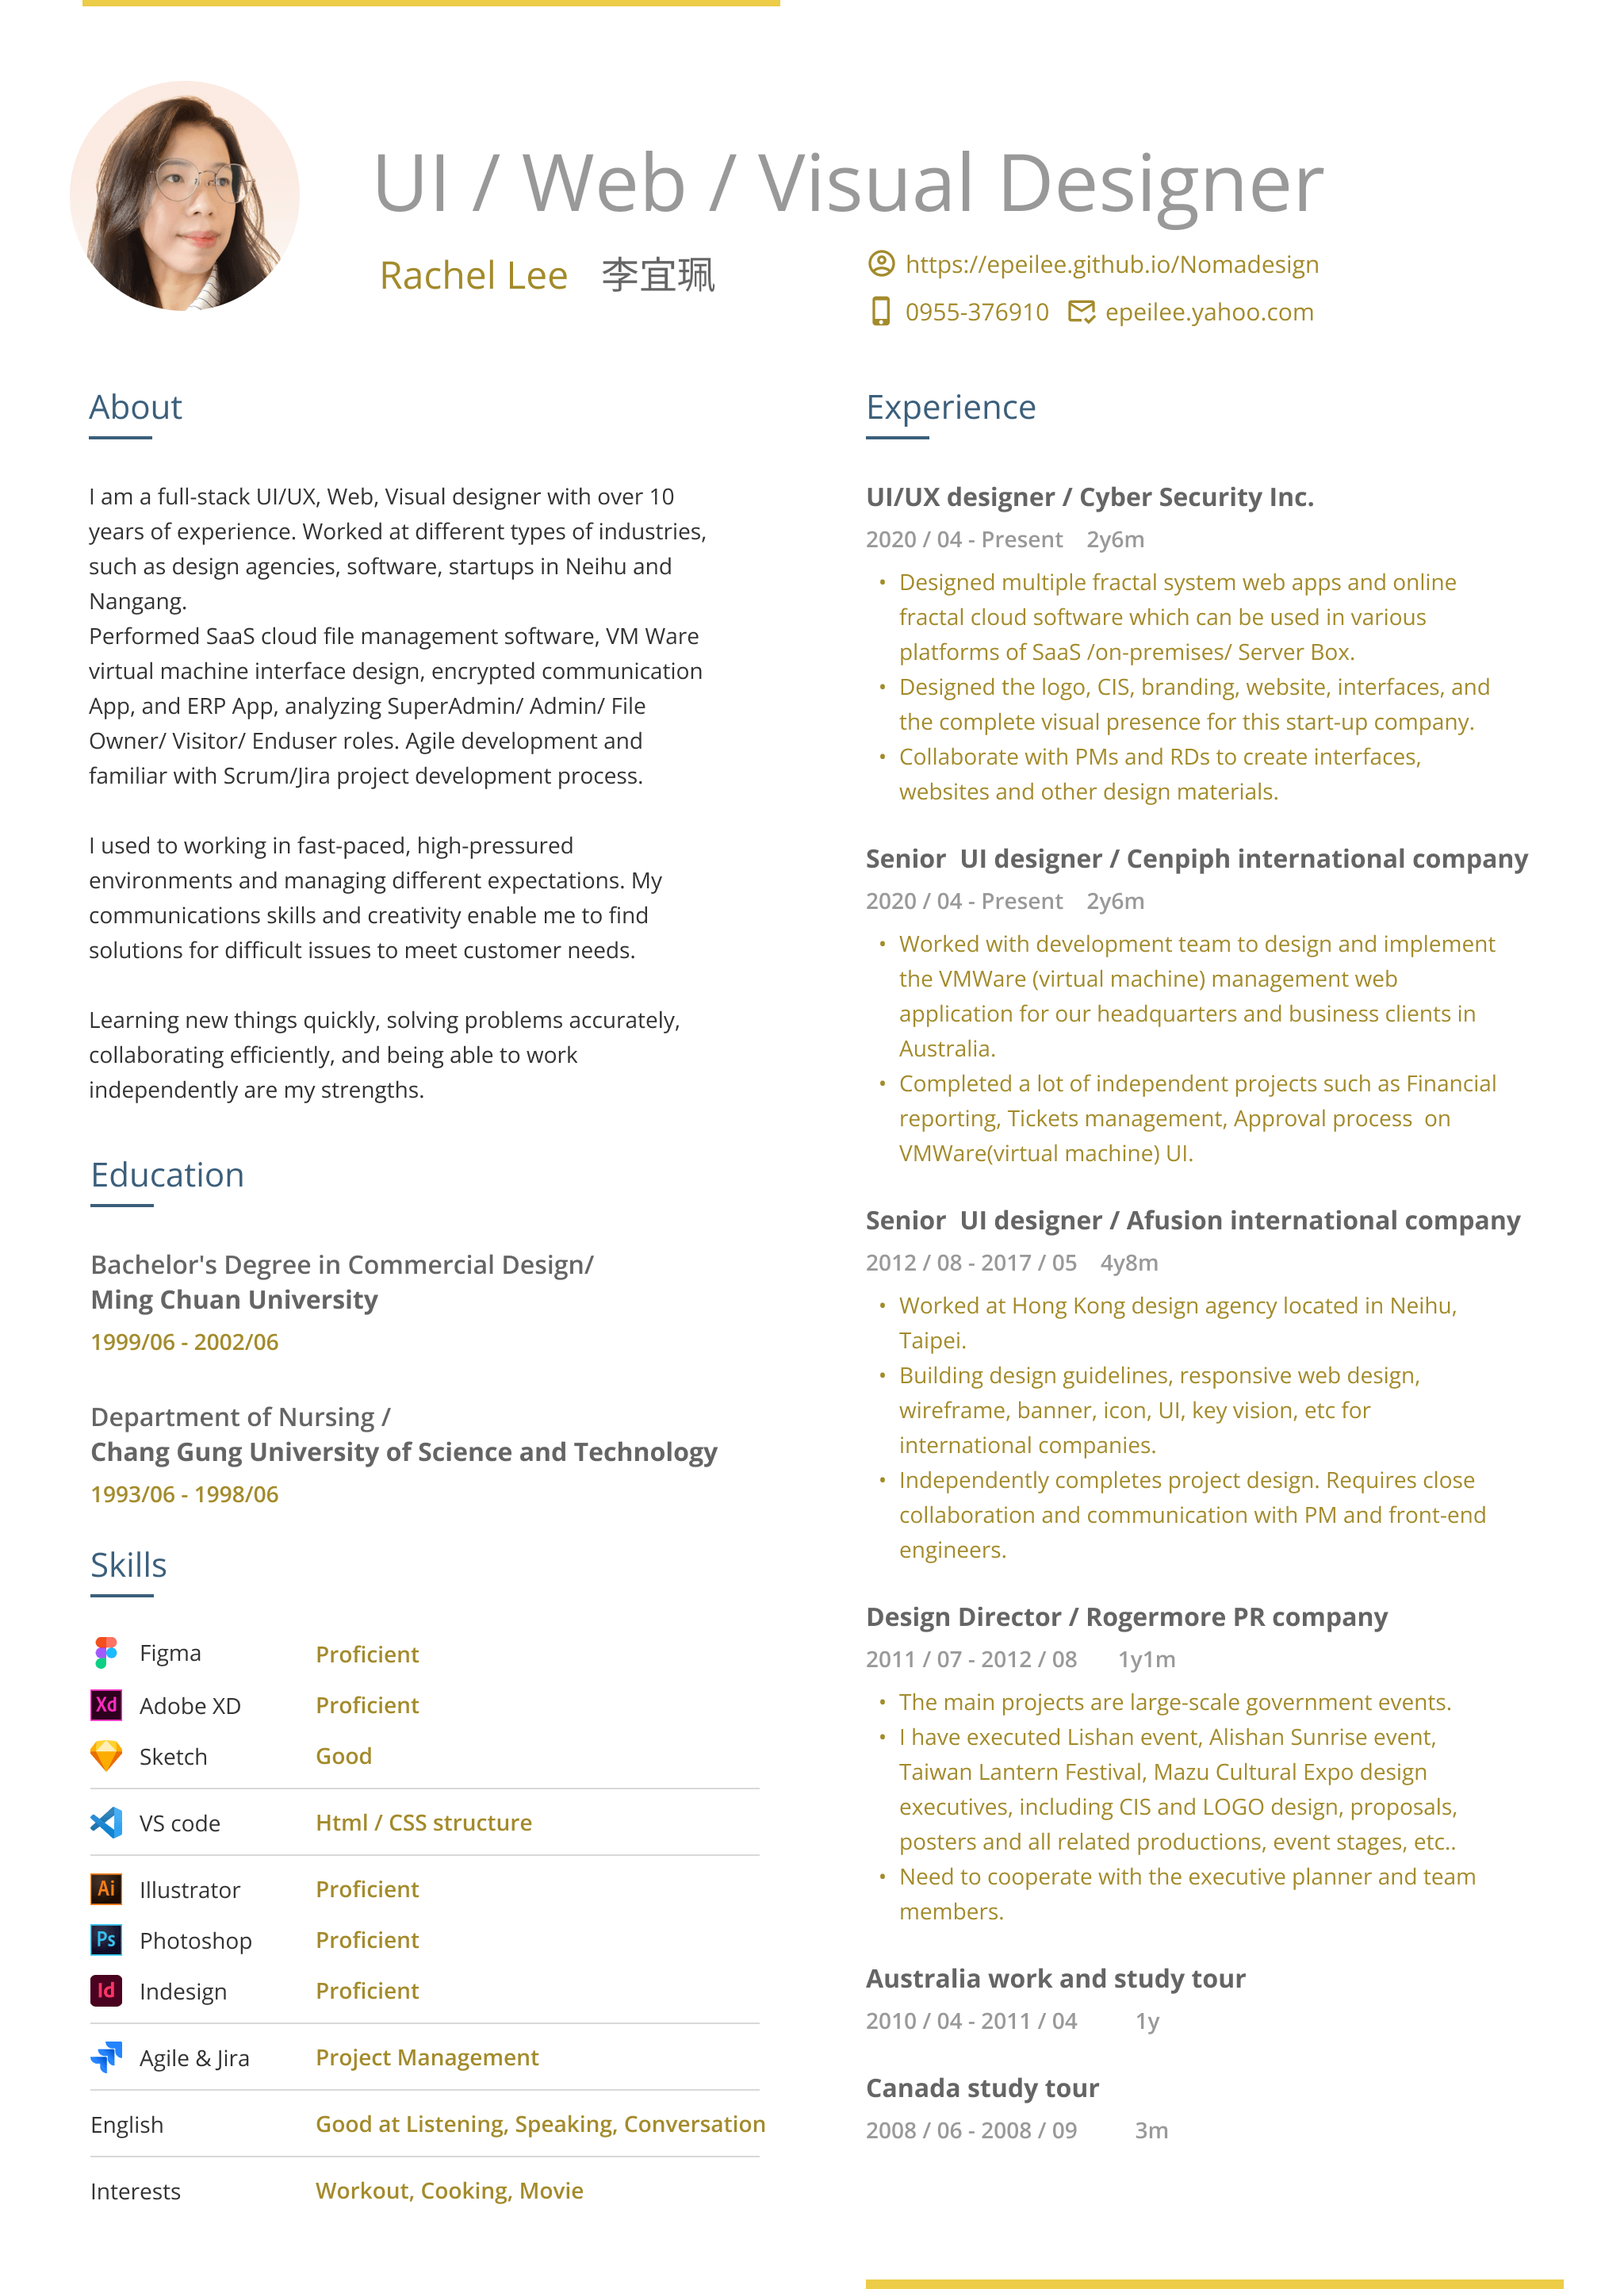 UI / Web / Visual Designer
Rachel Lee 李宜珮
https://epeilee.github.io/Nomadesign
0955-376910 epeilee.yahoo.com
About
I am a full-stack UI/UX, Web, Visual designer with over 10
years of experience. Worked at different types of industries,
such as design agencies, software, startups in Neihu and
Nangang.
Performed SaaS cloud file management software, VM Ware
virtual machine interface design, encrypted communication
App, and ERP App, analyzing SuperAdmin/ Admin/ File
Owner/ Visitor/ Enduser roles. Agile development and
familiar with Scrum/Jira project development process.
I used to working in fast-paced, high-pressured
environments and managing different expectations. My
communications skills and creativity enable me to find
solutions for difficult issues to meet customer needs.
Learning new things quickly, solving problems accurately,
collaborating efficiently, and being able to work
independently are my strengths.
Education
Bachelor's Degree in Commercial Design/
Ming Chuan University
1999/06 - 2002/06
Department of Nursing /
Chang Gung University of Science and Technology
1993/06 - 1998/06
Skills
Figma Proficient
Xd Adobe XD Proficient
Sketch Good
VS code Html / CSS structure
Ai Illustrator Proficient
Ps Photoshop Proficient
Id Indesign Proficient
Agile & Jira Project Management
English Good at Listening, Speaking, Conversation
Interests Workout, Cooking, Movie
Experience
UI/UX designer / Cyber Security Inc.
2020 / 04 - Present 2y6m
• Designed multiple fractal system web apps and online
fractal cloud software which can be used in various
platforms of SaaS /on-premises/ Server Box.
• Designed the logo, CIS, branding, website, interfaces, and
the complete visual presence for this start-up company.
• Collaborate with PMs and RDs to create interfaces,
websites and other design materials.
Senior UI designer / Cenpiph international company
2020 / 04 - Present 2y6m
• Worked with development team to design and implement
the VMWare (virtual machine) management web
application for our headquarters and business clients in
Australia.
• Completed a lot of independent projects such as Financial
reporting, Tickets management, Approval process on
VMWare(virtual machine) UI.
Senior UI designer / Afusion international company
2012 / 08 - 2017 / 05 4y8m
• Worked at Hong Kong design agency located in Neihu,
Taipei.
• Building design guidelines, responsive web design,
wireframe, banner, icon, UI, key vision, etc for
international companies.
• Independently completes project design. Requires close
collaboration and communication with PM and front-end
engineers.
Design Director / Rogermore PR company
2011 / 07 - 2012 / 08 1y1m
• The main projects are large-scale government events.
• I have executed Lishan event, Alishan Sunrise event,
Taiwan Lantern Festival, Mazu Cultural Expo design
executives, including CIS and LOGO design, proposals,
posters and all related productions, event stages, etc..
• Need to cooperate with the executive planner and team
members.
Australia work and study tour
2010 / 04 - 2011 / 04 1y
Canada study tour
2008 / 06 - 2008 / 09 3m